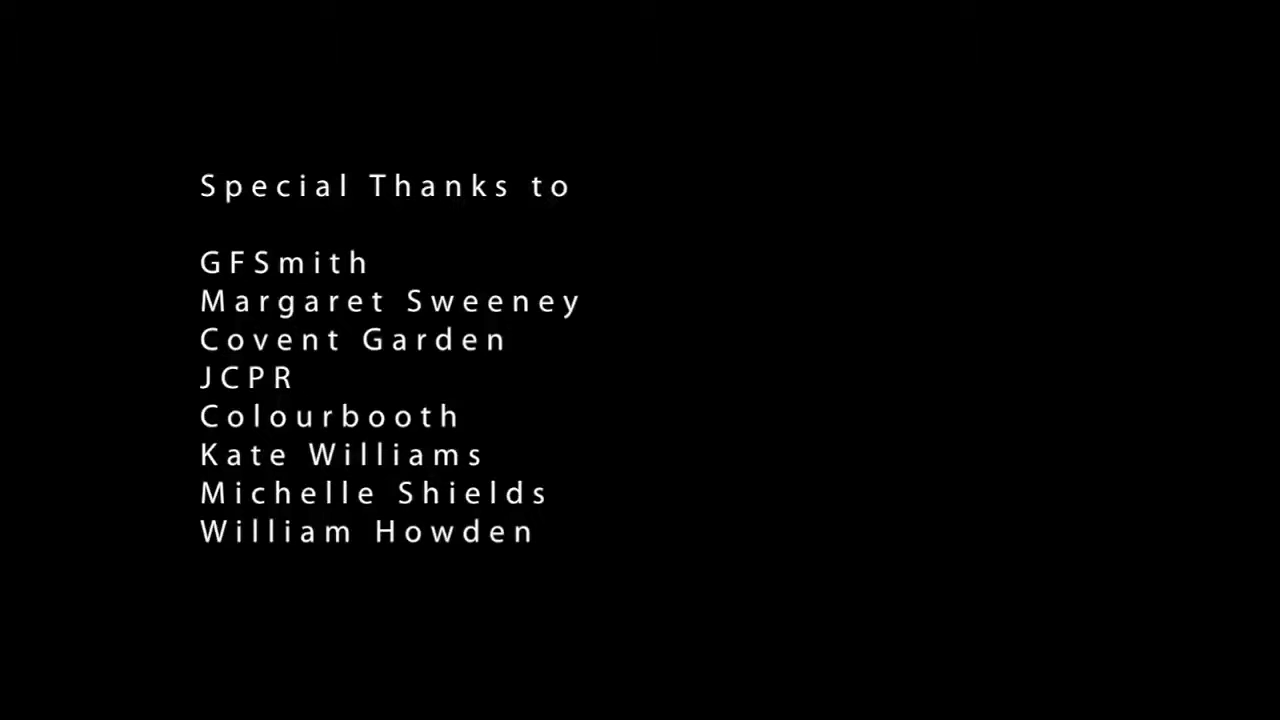 Special Thanks to
GFSmith
Margaret Sweeney
Covent Garden
JCPR
Colourbooth
Kate Williams
Michelle Shields
William Howden